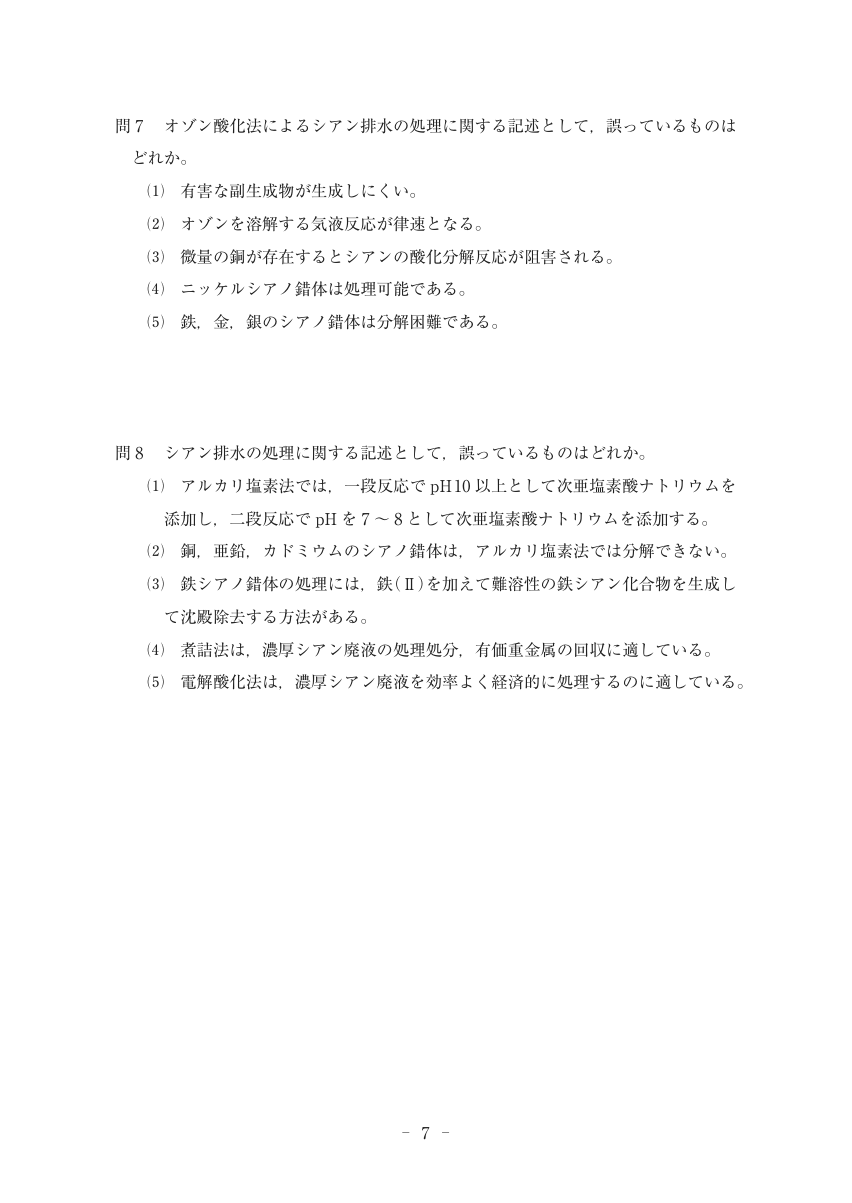 問７　オゾン酸化法によるシアン排水の処理に関する記述として，誤っているものは
どれか。
⑴　有害な副生成物が生成しにくい。
⑵　オゾンを溶解する気液反応が律速となる。
⑶　微量の銅が存在するとシアンの酸化分解反応が阻害される。
⑷　ニッケルシアノ錯体は処理可能である。
⑸　鉄，金，銀のシアノ錯体は分解困難である。
問８　シアン排水の処理に関する記述として，誤っているものはどれか。
⑴　アルカリ塩素法では，一段反応で pH 10 以上として次亜塩素酸ナトリウムを
添加し，二段反応で pH を 7 ～ 8 として次亜塩素酸ナトリウムを添加する。
⑵　銅，亜鉛，カドミウムのシアノ錯体は，アルカリ塩素法では分解できない。
⑶　鉄シアノ錯体の処理には，鉄(Ⅱ)を加えて難溶性の鉄シアン化合物を生成し
て沈殿除去する方法がある。
⑷　煮詰法は，濃厚シアン廃液の処理処分，有価重金属の回収に適している。
⑸　電解酸化法は，濃厚シアン廃液を効率よく経済的に処理するのに適している。
－ 7 －